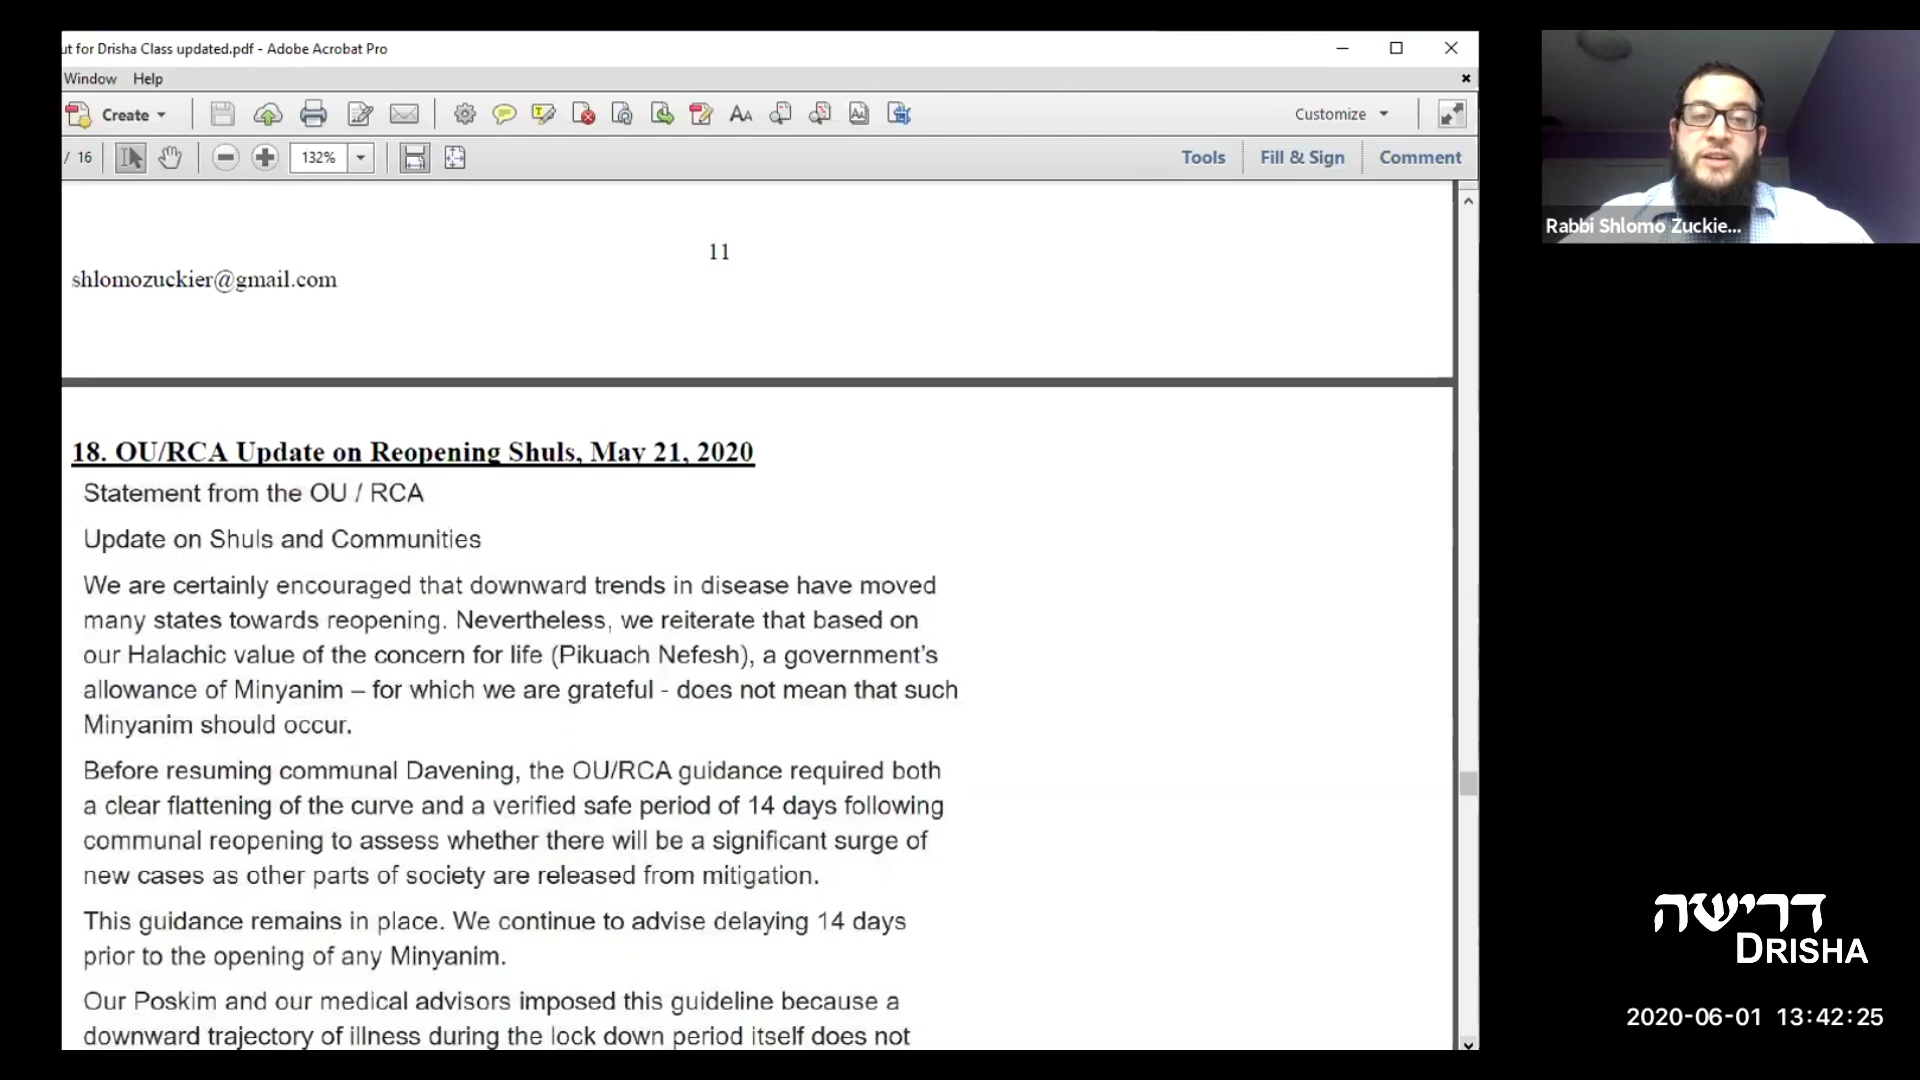 ut for Drisha Class updated.pdf - Adobe Acrobat Pro
Window Help
Create
Customize
/ 16
132%
Tools
Fill & Sign
Comment
11
shlomozuckier@gmail.com
18. OU/RCA Update on Reopening Shuls, May 21, 2020
Statement from the OU / RCA
Update on Shuls and Communities
We are certainly encouraged that downward trends in disease have moved
many states towards reopening. Nevertheless, we reiterate that based on
our Halachic value of the concern for life (Pikuach Nefesh), a government's
allowance of Minyanim – for which we are grateful - does not mean that such
Minyanim should occur.
Before resuming communal Davening, the OU/RCA guidance required both
a clear flattening of the curve and a verified safe period of 14 days following
communal reopening to assess whether there will be a significant surge of
new cases as other parts of society are released from mitigation.
This guidance remains in place. We continue to advise delaying 14 days
prior to the opening of any Minyanim.
Our Poskim and our medical advisors imposed this guideline because a
downward trajectory of illness during the lock down period itself does not
Rabbi Shlomo Zuckie...
דרישה
DRISHA
2020-06-01 13:42:25